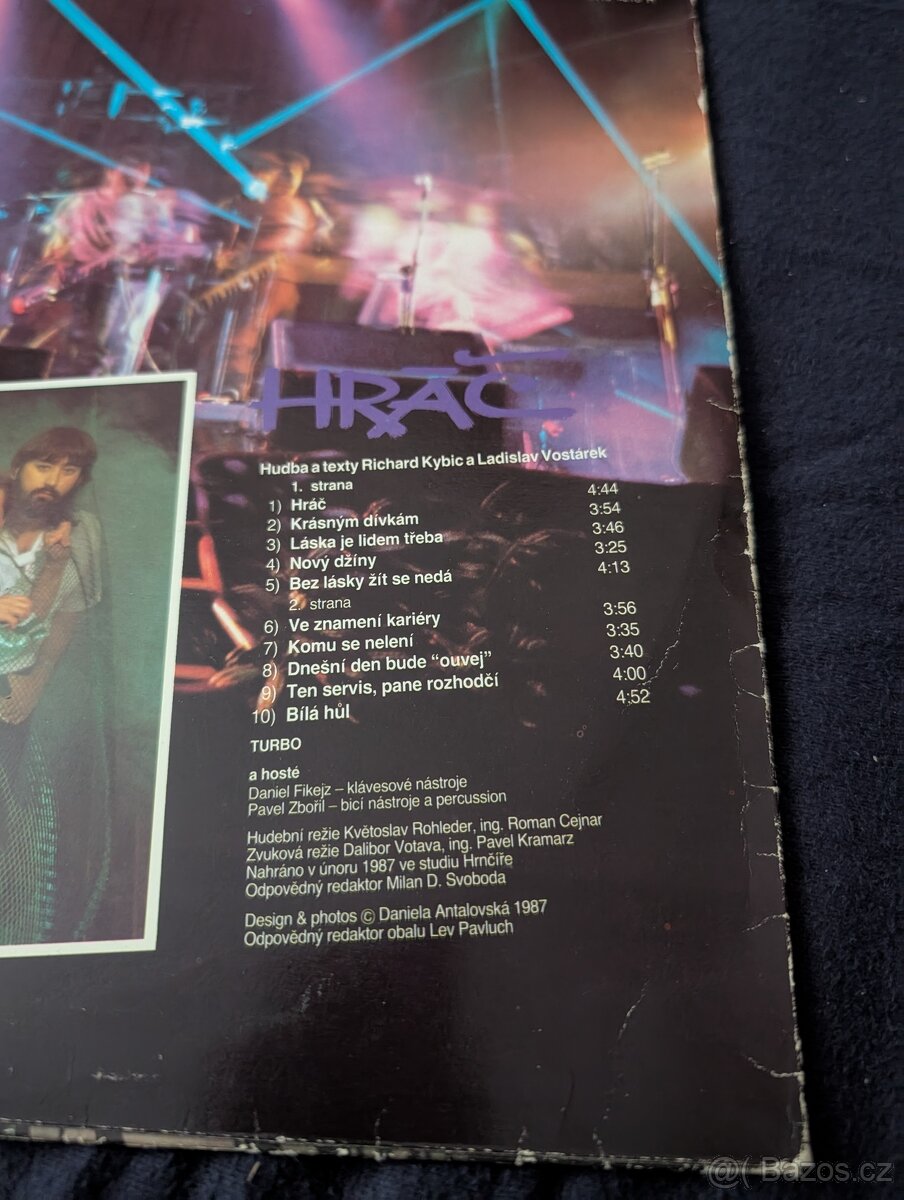 HRÁČ
Hudba a texty Richard Kybic a Ladislav Vostárek
1. strana
1) Hráč 4:44
2) Krásným dívkám 3:54
3) Láska je lidem třeba 3:46
4) Nový džíny 3:25
5) Bez lásky žít se nedá 4:13
2. strana
6) Ve znamení kariéry 3:56
7) Komu se nelení 3:35
8) Dnešní den bude “ouvej” 3:40
9) Ten servis, pane rozhodčí 4:00
10) Bílá hůl 4:52
TURBO
a hosté
Daniel Fikejz – klávesové nástroje
Pavel Zbořil – bicí nástroje a percussion
Hudební režie Květoslav Rohleder, ing. Roman Cejnar
Zvuková režie Dalibor Votava, ing. Pavel Kramarz
Nahráno v únoru 1987 ve studiu Hrnčíře
Odpovědný redaktor Milan D. Svoboda
Design & photos © Daniela Antalovská 1987
Odpovědný redaktor obalu Lev Pavluch
Bazos.cz